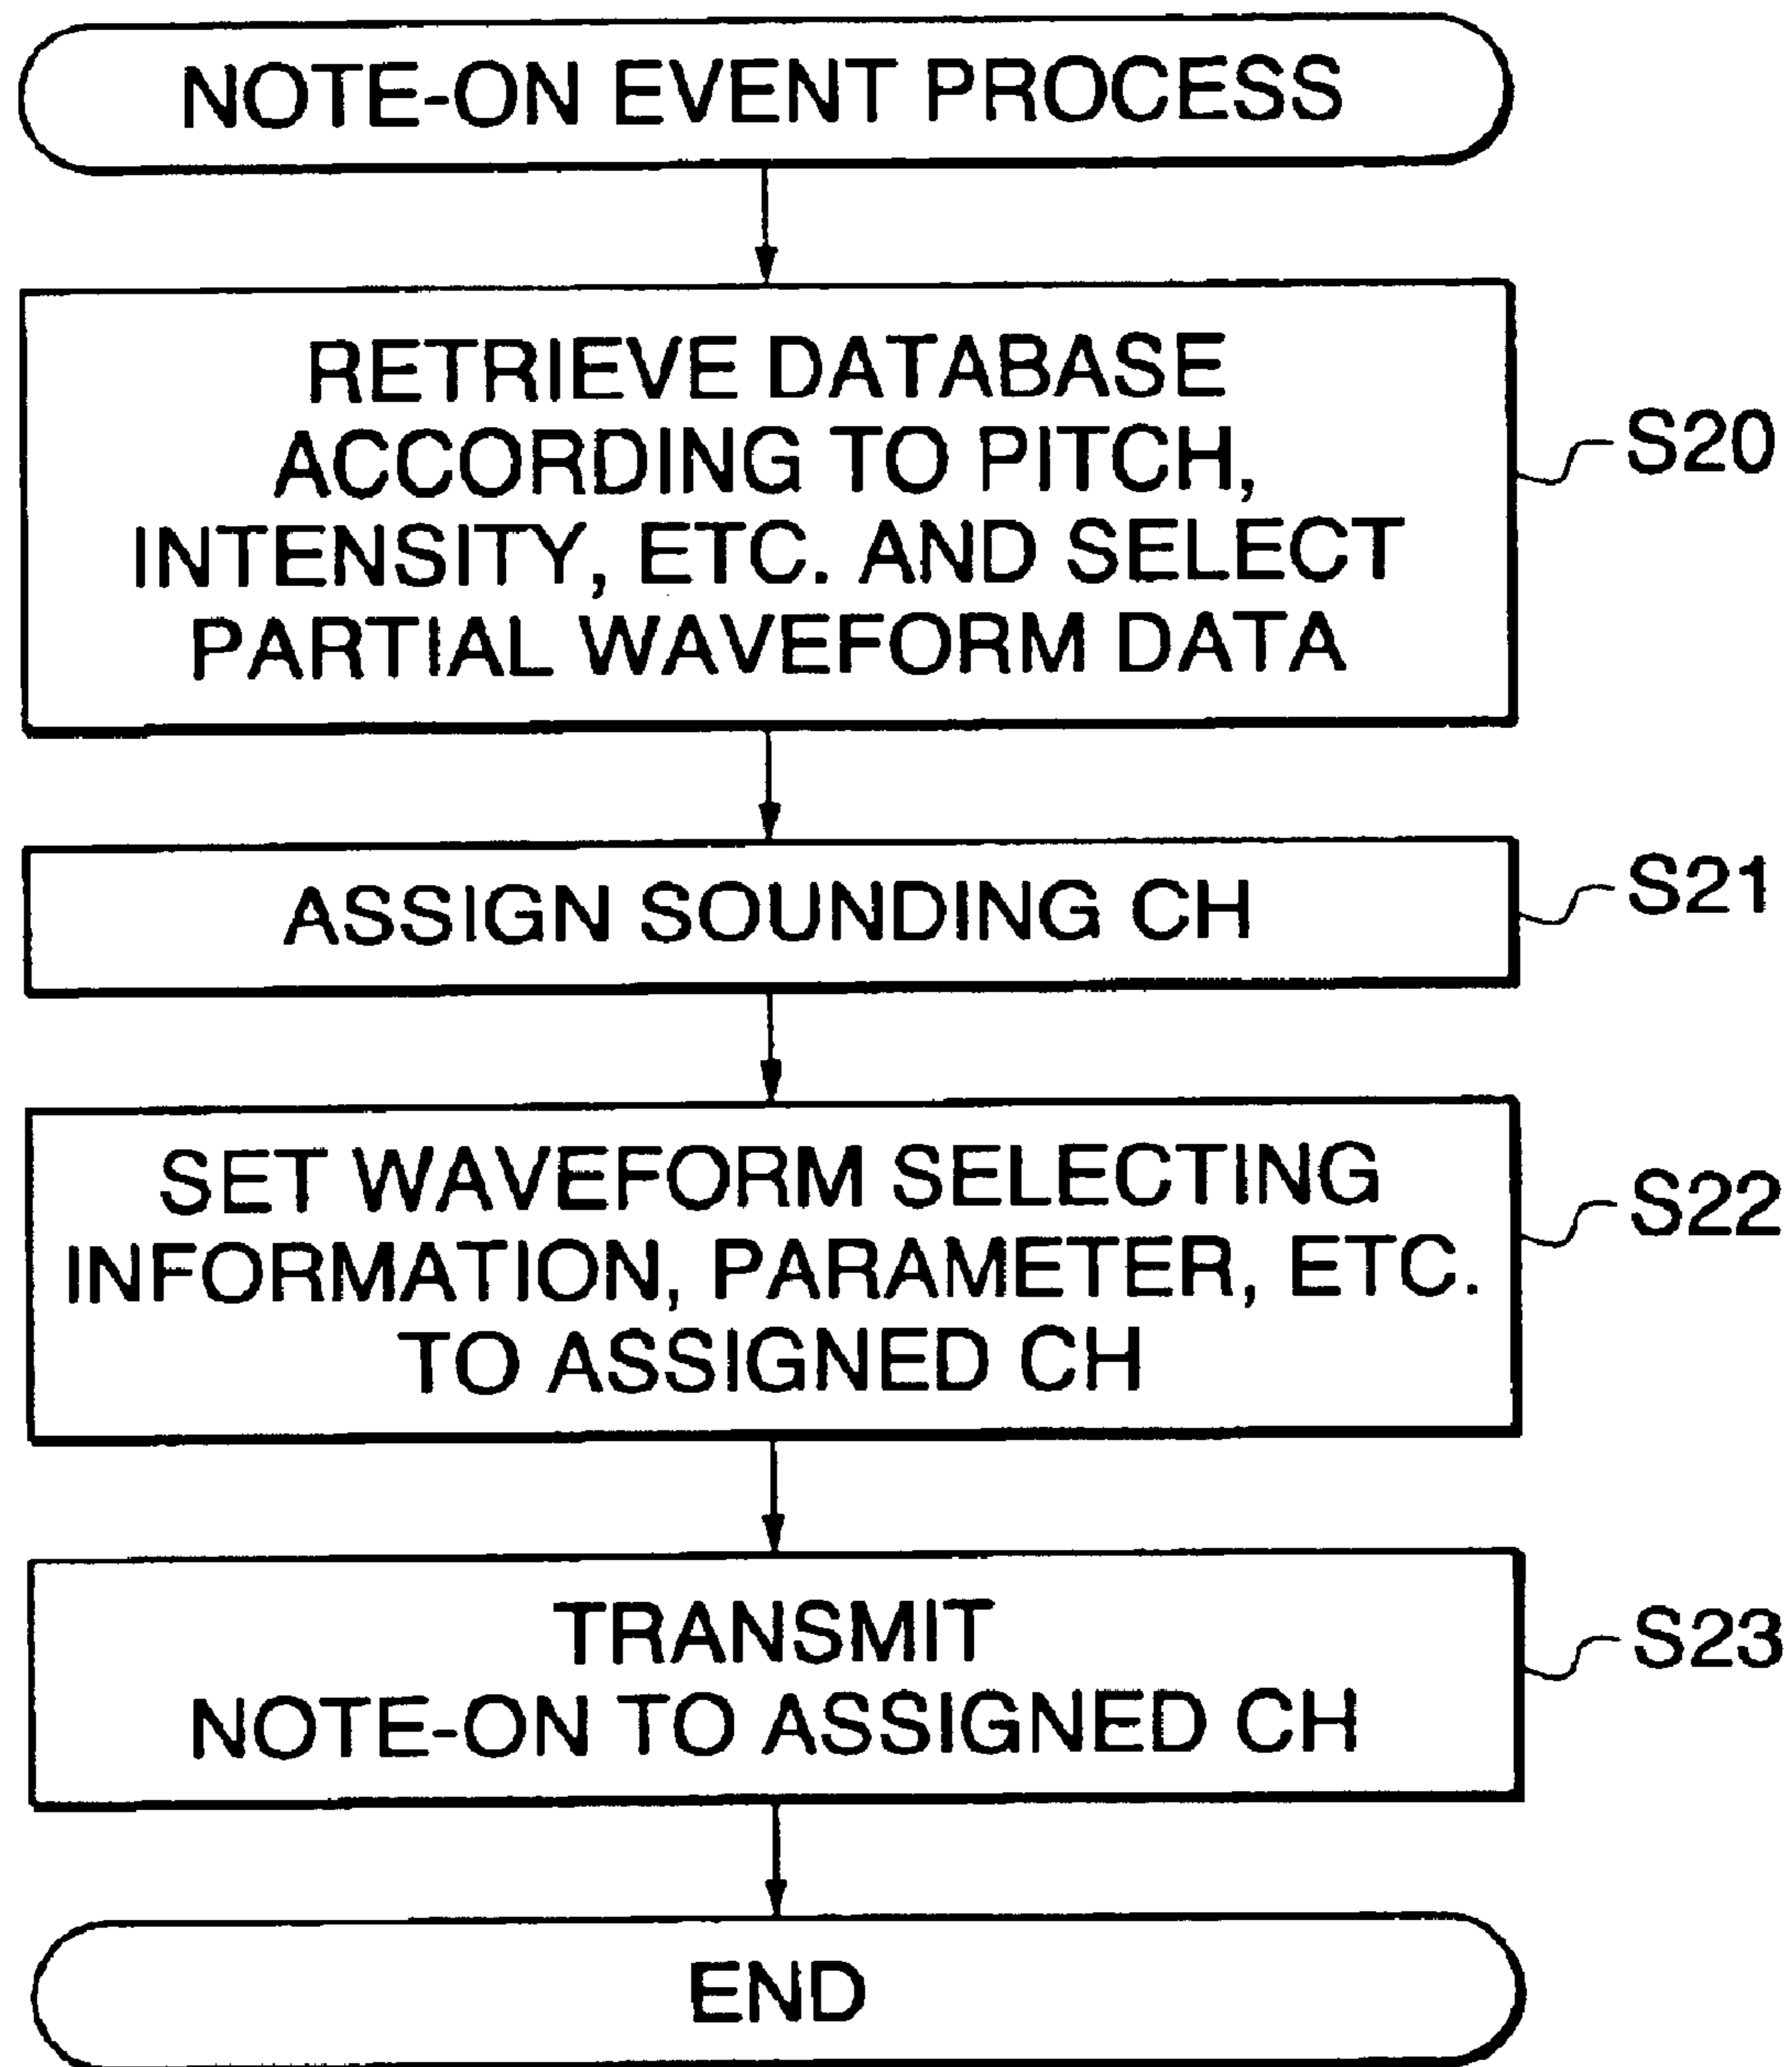 NOTE-ON EVENT PROCESS
RETRIEVE DATABASE
ACCORDING TO PITCH,
INTENSITY, ETC. AND SELECT
PARTIAL WAVEFORM DATA
S20
ASSIGN SOUNDING CH
S21
SET WAVEFORM SELECTING
INFORMATION, PARAMETER, ETC.
TO ASSIGNED CH
S22
TRANSMIT
NOTE-ON TO ASSIGNED CH
S23
END